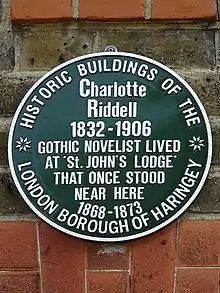 HISTORIC BUILDINGS OF THE
Charlotte
Riddell
1832-1906
GOTHIC NOVELIST LIVED
AT "St. JOHN'S LODGE"
THAT ONCE STOOD
NEAR HERE
1868-1873
LONDON BOROUGH OF HARINGEY